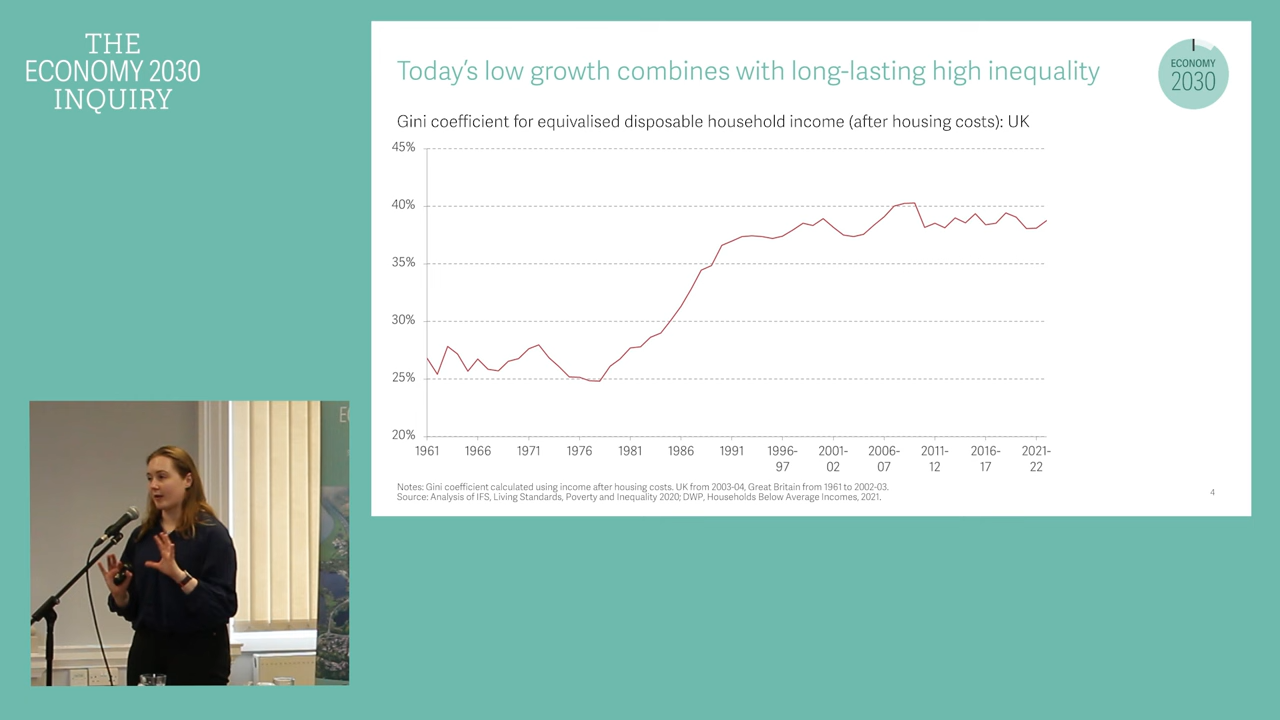 THE
ECONOMY 2030
INQUIRY
Today's low growth combines with long-lasting high inequality
ECONOMY
2030
Gini coefficient for equivalised disposable household income (after housing costs): UK
45%
40%
35%
30%
25%
20%
1961 1966 1971 1976 1981 1986 1991 1996-97 2001-02 2006-07 2011-12 2016-17 2021-22
Notes: Gini coefficient calculated using income after housing costs. UK from 2003-04, Great Britain from 1961 to 2002-03.
Source: Analysis of IFS, Living Standards, Poverty and Inequality 2020; DWP, Households Below Average Incomes, 2021.
4